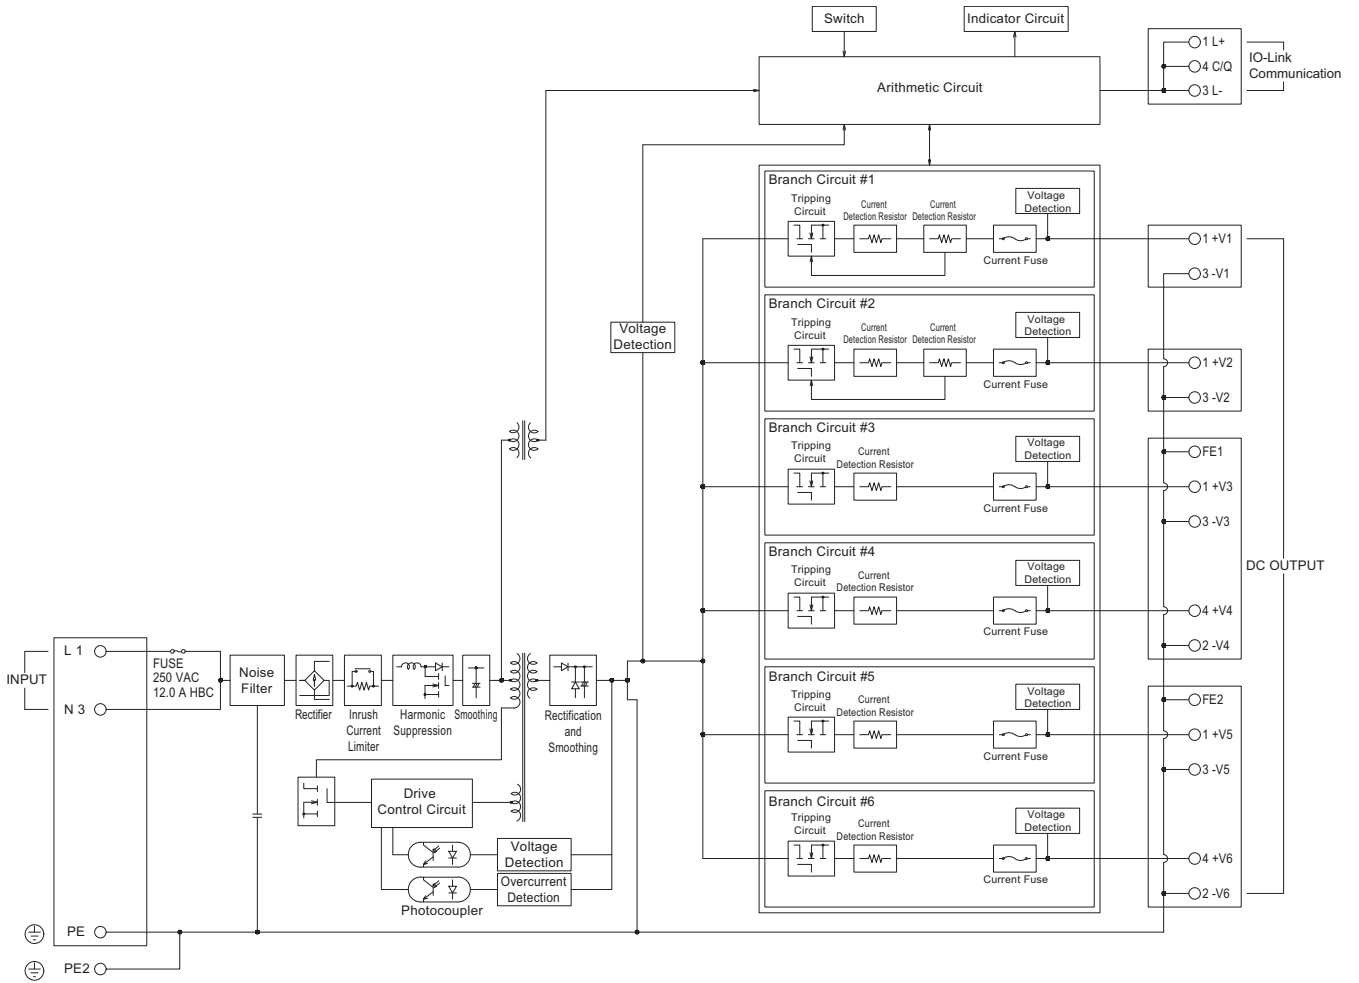 Switch
Indicator Circuit
Arithmetic Circuit
1 L+
4 C/Q
3 L-
IO-Link
Communication
Branch Circuit #1
Tripping
Circuit
Current
Detection Resistor
Current
Detection Resistor
Voltage
Detection
Current Fuse
1 +V1
3 -V1
Branch Circuit #2
Tripping
Circuit
Current
Detection Resistor
Current
Detection Resistor
Voltage
Detection
Current Fuse
1 +V2
3 -V2
Voltage
Detection
Branch Circuit #3
Tripping
Circuit
Current
Detection Resistor
Voltage
Detection
Current Fuse
FE1
1 +V3
3 -V3
Branch Circuit #4
Tripping
Circuit
Current
Detection Resistor
Voltage
Detection
Current Fuse
4 +V4
2 -V4
DC OUTPUT
Branch Circuit #5
Tripping
Circuit
Current
Detection Resistor
Voltage
Detection
Current Fuse
FE2
1 +V5
3 -V5
Branch Circuit #6
Tripping
Circuit
Current
Detection Resistor
Voltage
Detection
Current Fuse
4 +V6
2 -V6
INPUT
L 1
N 3
FUSE
250 VAC
12.0 A HBC
Noise
Filter
Rectifier
Inrush
Current
Limiter
Harmonic
Suppression
Smoothing
Rectification
and
Smoothing
Drive
Control Circuit
Voltage
Detection
Overcurrent
Detection
Photocoupler
PE
PE2